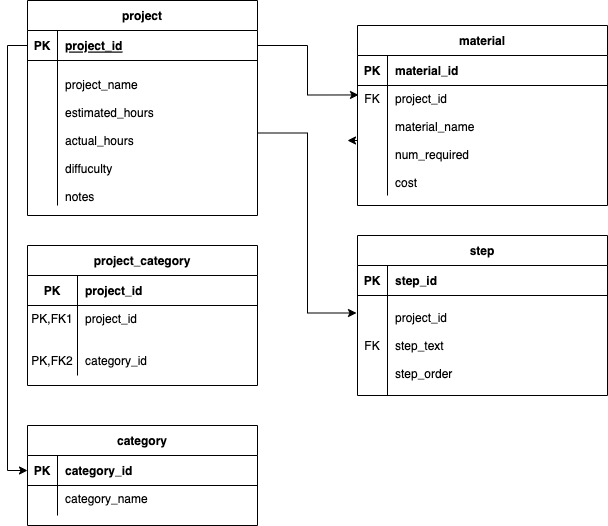 project
PK project_id
project_name
estimated_hours
actual_hours
diffuculty
notes
material
PK material_id
FK project_id
material_name
num_required
cost
project_category
PK project_id
PK,FK1 project_id
PK,FK2 category_id
step
PK step_id
project_id
FK step_text
step_order
category
PK category_id
category_name